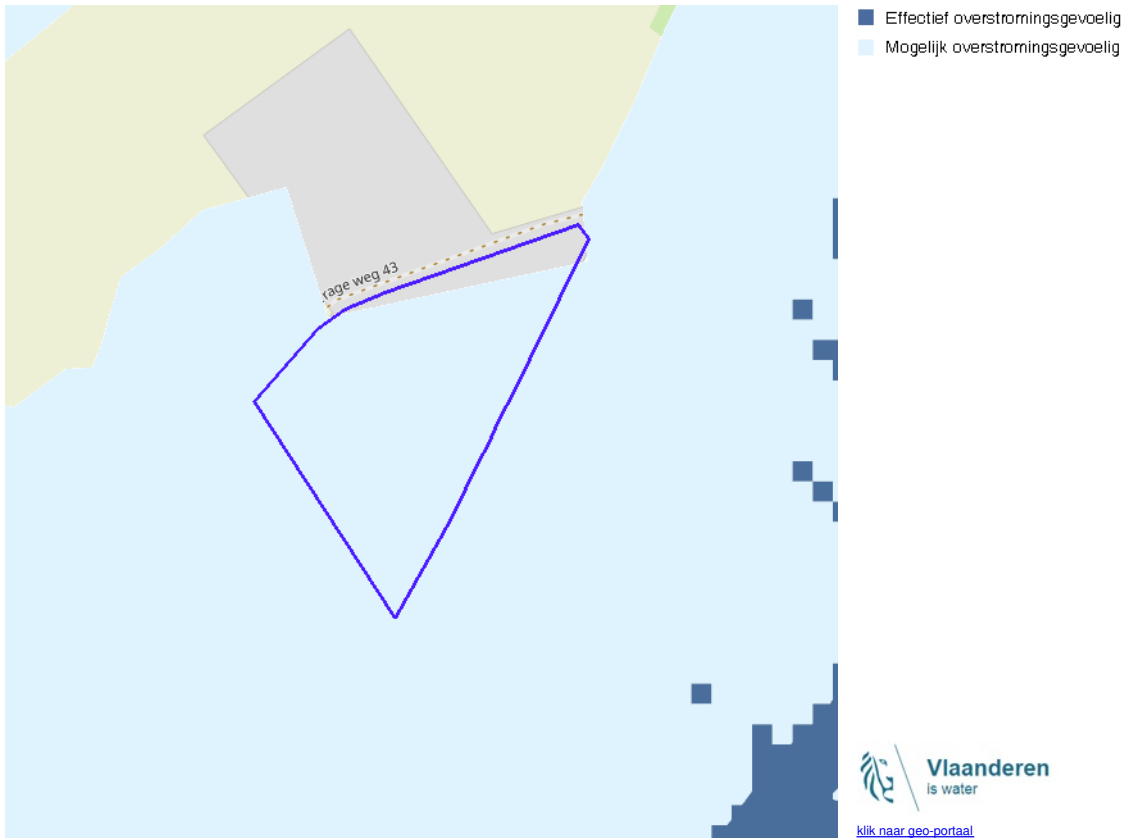 Effectief overstromingsgevoelig
Mogelijk overstromingsgevoelig
rage weg 43
Vlaanderen
is water
klik naar geo-portaal